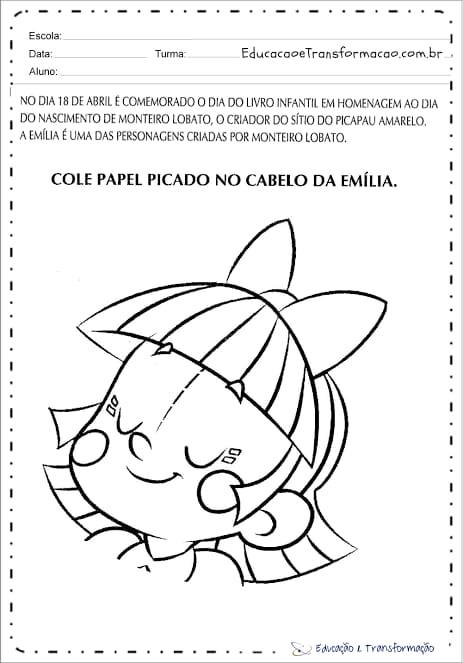 Escola:
Data: Turma: EducacaoeTransformacao.com.br
Aluno:
NO DIA 18 DE ABRIL É COMEMORADO O DIA DO LIVRO INFANTIL EM HOMENAGEM AO DIA
DO NASCIMENTO DE MONTEIRO LOBATO, O CRIADOR DO SÍTIO DO PICAPAU AMARELO.
A EMÍLIA É UMA DAS PERSONAGENS CRIADAS POR MONTEIRO LOBATO.
COLE PAPEL PICADO NO CABELO DA EMÍLIA.
Educação e Transformação